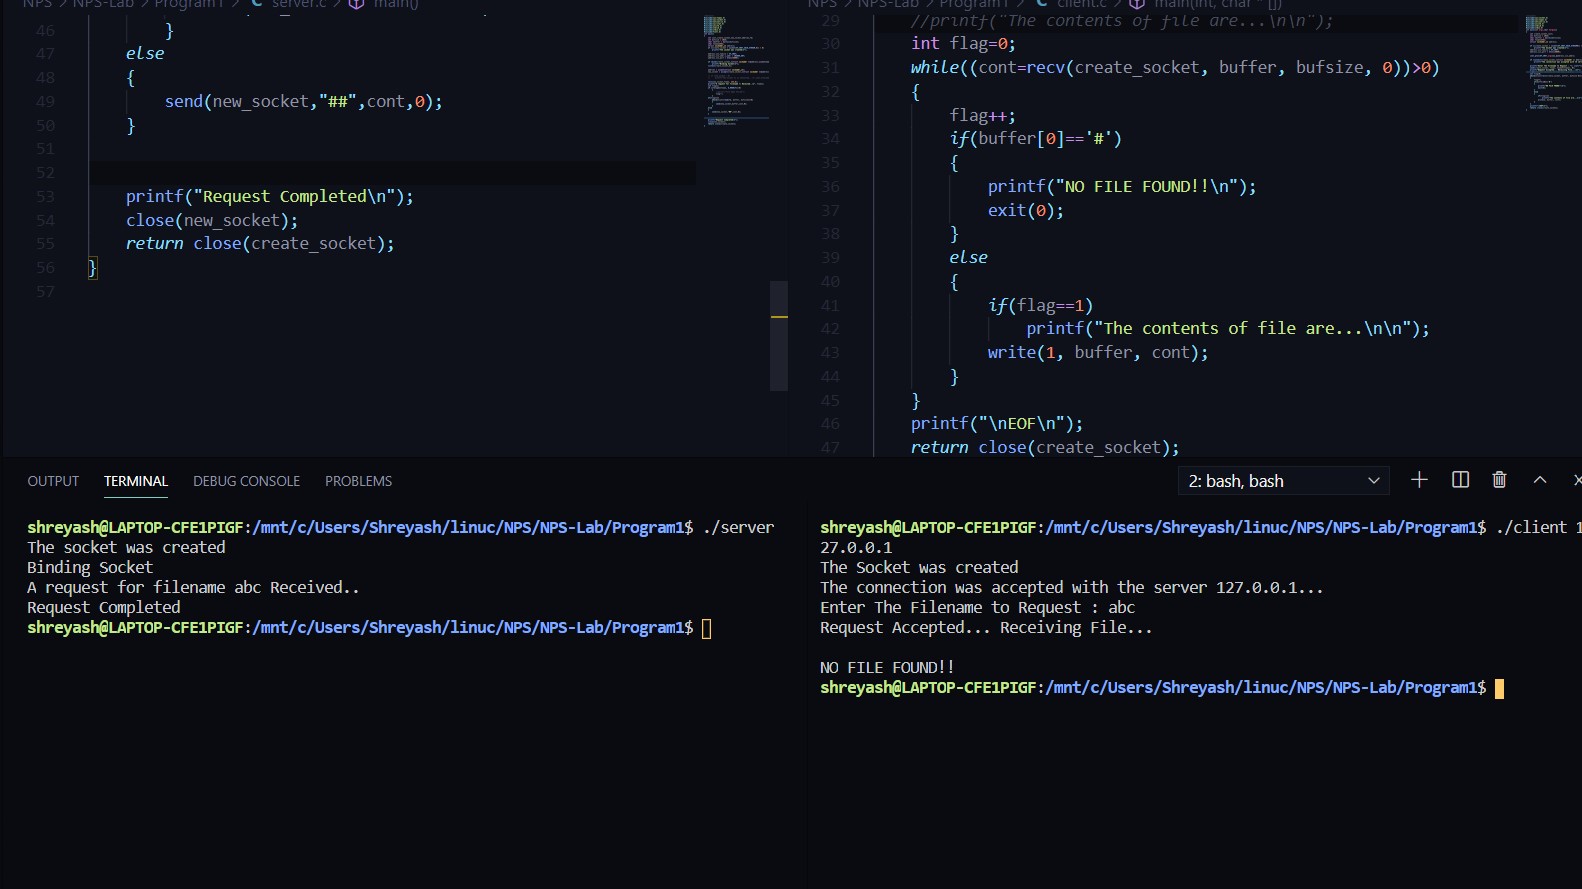 NPS > NPS-Lab > Program1 > C server.c > main()
46 }
47 else
48 {
49 send(new_socket,"##",cont,0);
50 }
51
52
53 printf("Request Completed\n");
54 close(new_socket);
55 return close(create_socket);
56 }
57
NPS > NPS-Lab > Program1 > C client.c > main(int, char * [])
29 //printf("The contents of file are...\n\n");
30 int flag=0;
31 while((cont=recv(create_socket, buffer, bufsize, 0))>0)
32 {
33 flag++;
34 if(buffer[0]=='#')
35 {
36 printf("NO FILE FOUND!!\n");
37 exit(0);
38 }
39 else
40 {
41 if(flag==1)
42 printf("The contents of file are...\n\n");
43 write(1, buffer, cont);
44 }
45 }
46 printf("\nEOF\n");
47 return close(create_socket);
OUTPUT TERMINAL DEBUG CONSOLE PROBLEMS
2: bash, bash
shreyash@LAPTOP-CFE1PIGF:/mnt/c/Users/Shreyash/linuc/NPS/NPS-Lab/Program1$ ./server
The socket was created
Binding Socket
A request for filename abc Received..
Request Completed
shreyash@LAPTOP-CFE1PIGF:/mnt/c/Users/Shreyash/linuc/NPS/NPS-Lab/Program1$
shreyash@LAPTOP-CFE1PIGF:/mnt/c/Users/Shreyash/linuc/NPS/NPS-Lab/Program1$ ./client 1
27.0.0.1
The Socket was created
The connection was accepted with the server 127.0.0.1...
Enter The Filename to Request : abc
Request Accepted... Receiving File...
NO FILE FOUND!!
shreyash@LAPTOP-CFE1PIGF:/mnt/c/Users/Shreyash/linuc/NPS/NPS-Lab/Program1$